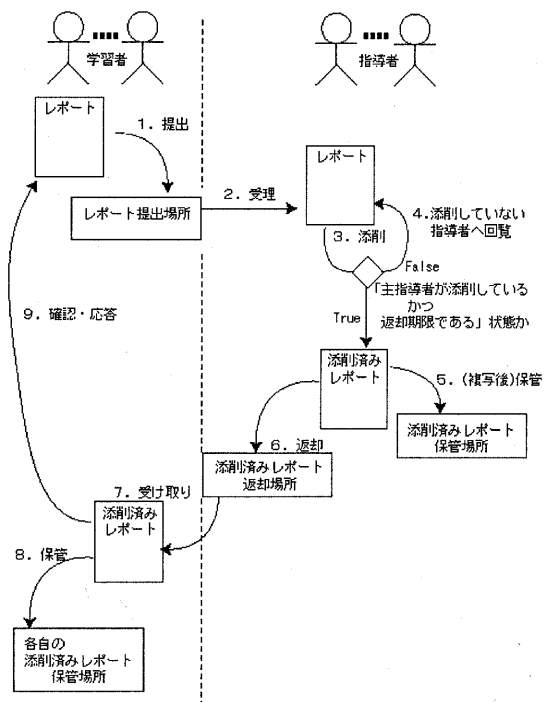 学習者
指導者
レポート
1. 提出
レポート提出場所
2. 受理
レポート
3. 添削
4.添削していない
指導者へ回覧
False
「主指導者が添削している
かつ
返却期限である」状態か
True
添削済み
レポート
5. (複写後)保管
添削済みレポート
保管場所
6. 返却
添削済みレポート
返却場所
7. 受け取り
添削済み
レポート
8. 保管
各自の
添削済みレポート
保管場所
9. 確認・応答